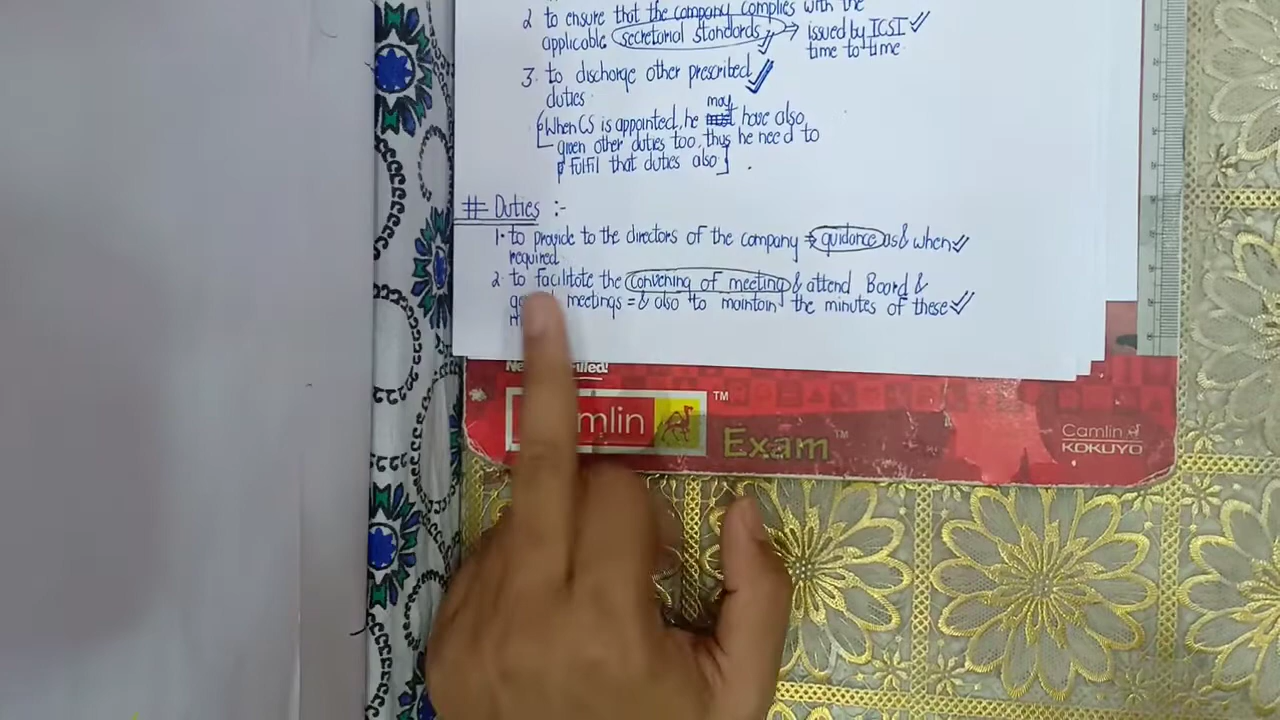 2 to ensure that the company complies with the
applicable secretarial standards → issued by ICSI
time to time
3. to discharge other prescribed
duties.
may
[When CS is appointed, he must have also
given other duties too, thus he need to
fulfil that duties also]
# Duties :-
1. to provide to the directors of the company → guidance as & when
required.
2. to facilitate the convening of meeting & attend Board &
meetings = & also to maintain the minutes of these
TM
mlin
Exam TM
Camlin
KOKUYO